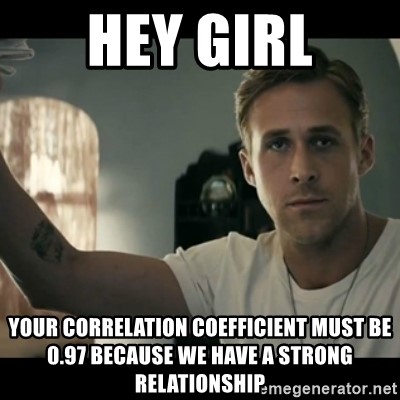 HEY GIRL
YOUR CORRELATION COEFFICIENT MUST BE
0.97 BECAUSE WE HAVE A STRONG
RELATIONSHIP
memegenerator.net